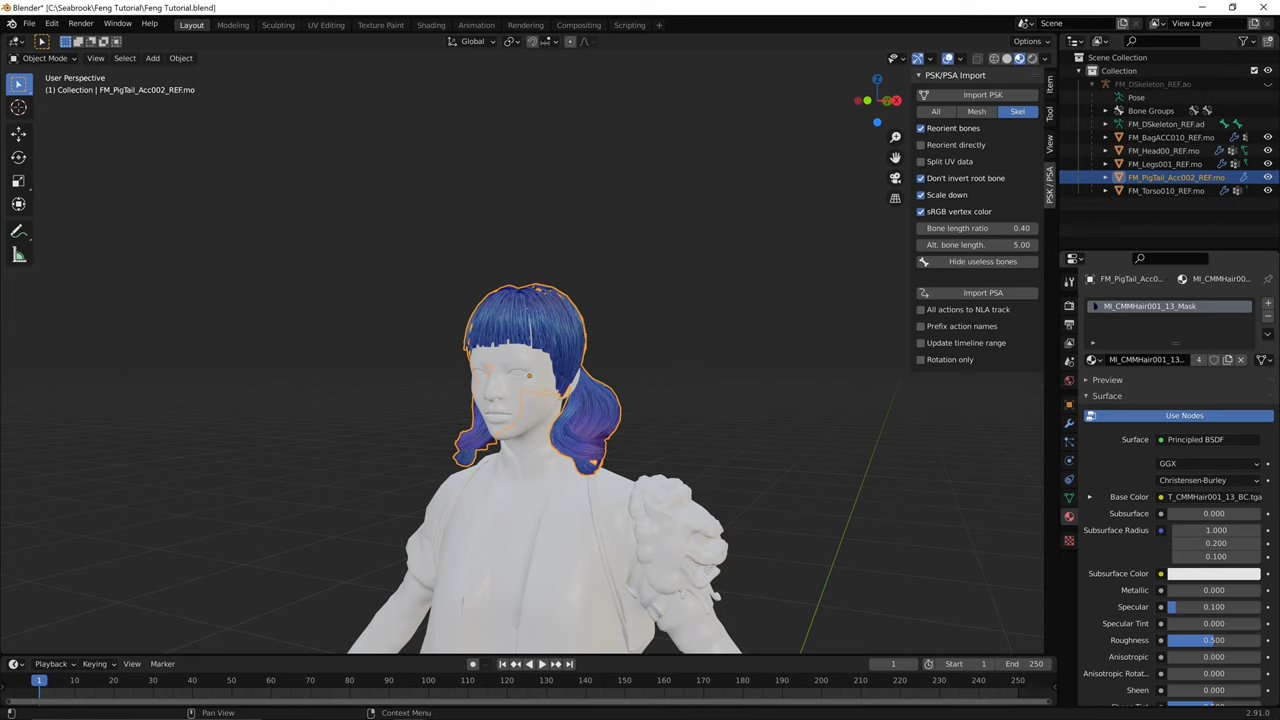 Blender* [C:\Seabrook\Feng Tutorial\Feng Tutorial.blend]
File Edit Render Window Help Layout Modeling Sculpting UV Editing Texture Paint Shading Animation Rendering Compositing Scripting + Scene View Layer
Global Options
Object Mode View Select Add Object
User Perspective
(1) Collection | FM_PigTail_Acc002_REF.mo
Z
Y
X
PSK/PSA Import
Import PSK
All Mesh Skel
Reorient bones
Reorient directly
Split UV data
Don't invert root bone
Scale down
sRGB vertex color
Bone length ratio 0.40
Alt. bone length. 5.00
Hide useless bones
Import PSA
All actions to NLA track
Prefix action names
Update timeline range
Rotation only
Item
Tool
View
PSK / PSA
Scene Collection
Collection
FM_DSkeleton_REF.ao
Pose
Bone Groups
FM_DSkeleton_REF.ad
FM_BagACC010_REF.mo
FM_Head00_REF.mo
FM_Legs001_REF.mo
FM_PigTail_Acc002_REF.mo
FM_Torso010_REF.mo
FM_PigTail_Acc0... MI_CMMHair00...
MI_CMMHair001_13_Mask
MI_CMMHair001_13... 4
Preview
Surface
Use Nodes
Surface Principled BSDF
GGX
Christensen-Burley
Base Color T_CMMHair001_13_BC.tga
Subsurface 0.000
Subsurface Radius 1.000
0.200
0.100
Subsurface Color
Metallic 0.000
Specular 0.100
Specular Tint 0.000
Roughness 0.500
Anisotropic 0.000
Anisotropic Rotat... 0.000
Sheen 0.000
Playback Keying View Marker 1 Start 1 End 250
1 10 20 30 40 50 60 70 80 90 100 110 120 130 140 150 160 170 180 190 200 210 220 230 240 250
Pan View Context Menu 2.91.0